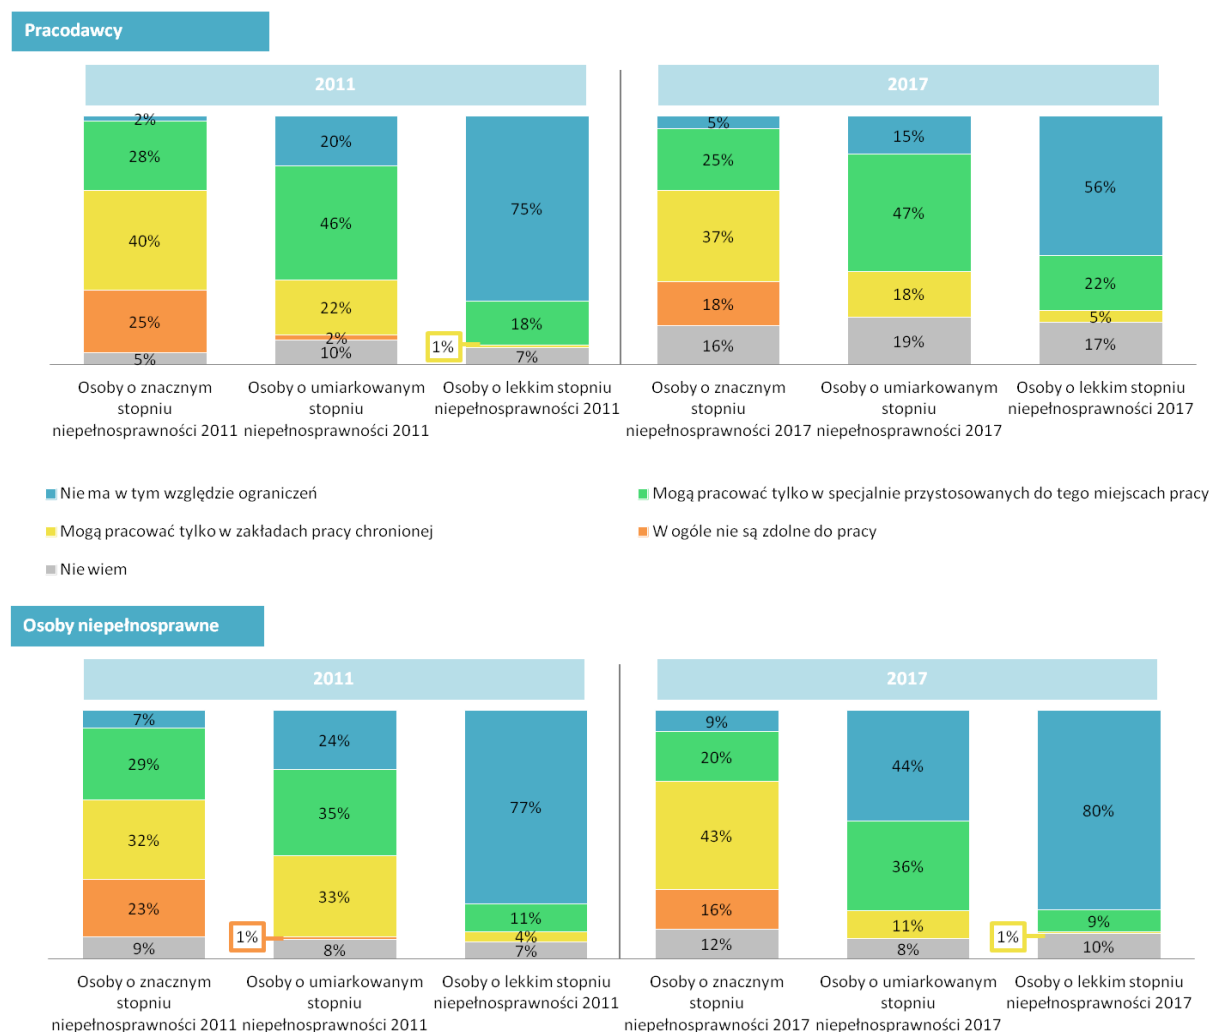 Pracodawcy
2011
2017
2%
28%
40%
25%
5%
20%
46%
22%
2%
10%
75%
18%
1%
7%
5%
25%
37%
18%
16%
15%
47%
18%
19%
56%
22%
5%
17%
Osoby o znacznym
stopniu
niepełnosprawności 2011
Osoby o umiarkowanym
stopniu
niepełnosprawności 2011
Osoby o lekkim stopniu
niepełnosprawności 2011
Osoby o znacznym
stopniu
niepełnosprawności 2017
Osoby o umiarkowanym
stopniu
niepełnosprawności 2017
Osoby o lekkim stopniu
niepełnosprawności 2017
Nie ma w tym względzie ograniczeń
Mogą pracować tylko w specjalnie przystosowanych do tego miejscach pracy
Mogą pracować tylko w zakładach pracy chronionej
W ogóle nie są zdolne do pracy
Nie wiem
Osoby niepełnosprawne
2011
2017
7%
29%
32%
23%
9%
24%
35%
33%
1%
8%
77%
11%
4%
7%
9%
20%
43%
16%
12%
44%
36%
11%
8%
80%
9%
1%
10%
Osoby o znacznym
stopniu
niepełnosprawności 2011
Osoby o umiarkowanym
stopniu
niepełnosprawności 2011
Osoby o lekkim stopniu
niepełnosprawności 2011
Osoby o znacznym
stopniu
niepełnosprawności 2017
Osoby o umiarkowanym
stopniu
niepełnosprawności 2017
Osoby o lekkim stopniu
niepełnosprawności 2017